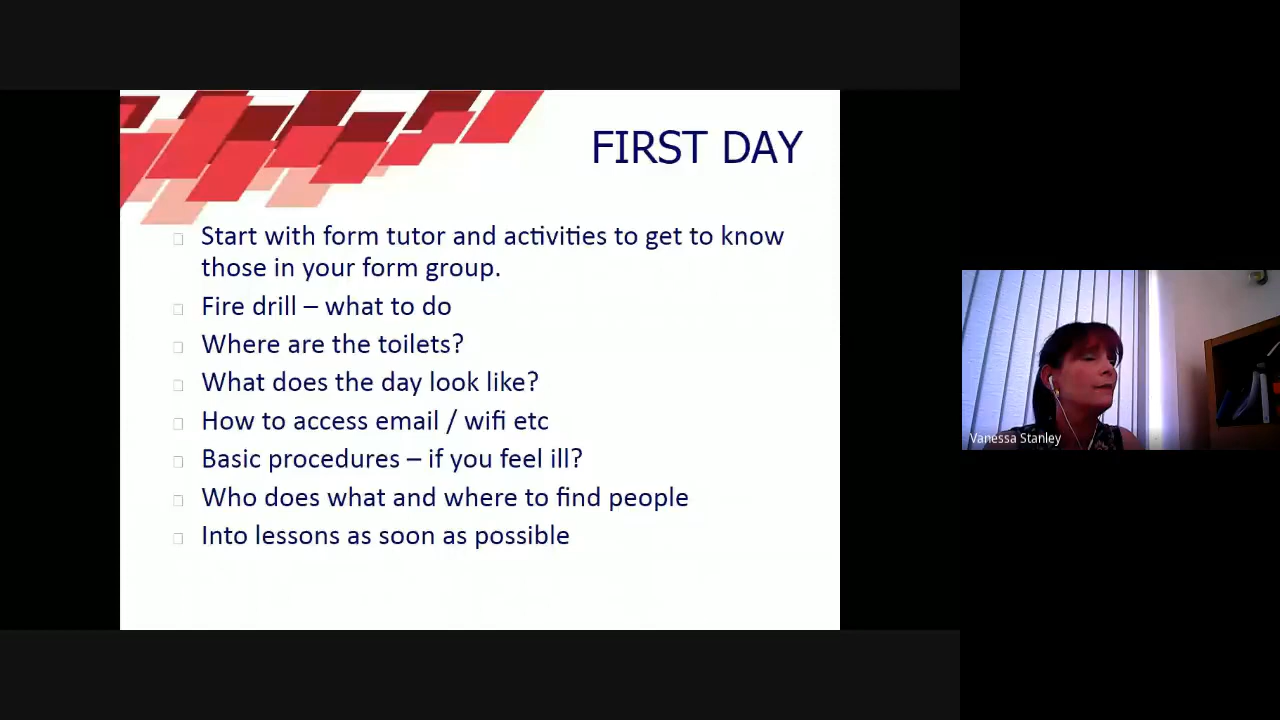 FIRST DAY
Start with form tutor and activities to get to know
those in your form group.
Fire drill – what to do
Where are the toilets?
What does the day look like?
How to access email / wifi etc
Basic procedures – if you feel ill?
Who does what and where to find people
Into lessons as soon as possible
Vanessa Stanley